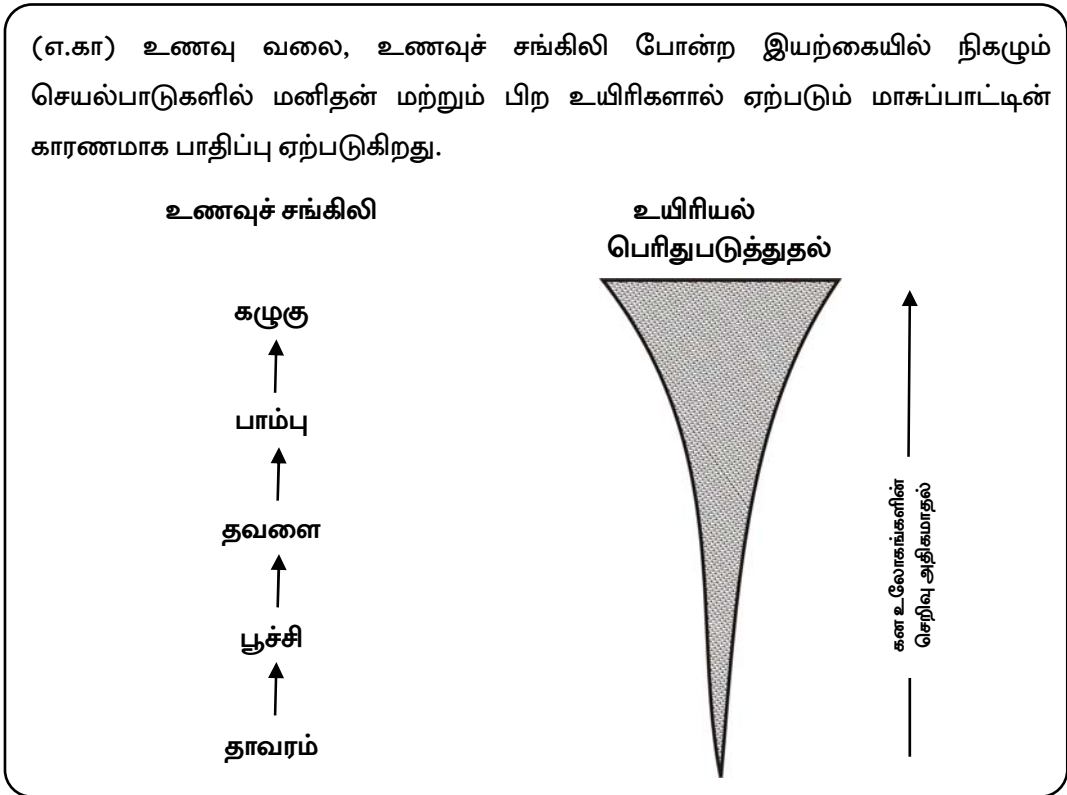 (எ.கா) உணவு வலை, உணவுச் சங்கிலி போன்ற இயற்கையில் நிகழும்
செயல்பாடுகளில் மனிதன் மற்றும் பிற உயிரிகளால் ஏற்படும் மாசுப்பாட்டின்
காரணமாக பாதிப்பு ஏற்படுகிறது.
உணவுச் சங்கிலி
கழுகு
பாம்பு
தவளை
பூச்சி
தாவரம்
உயிரியல்
பெரிதுபடுத்துதல்
கன உலோகங்களின்
செறிவு அதிகமாதல்